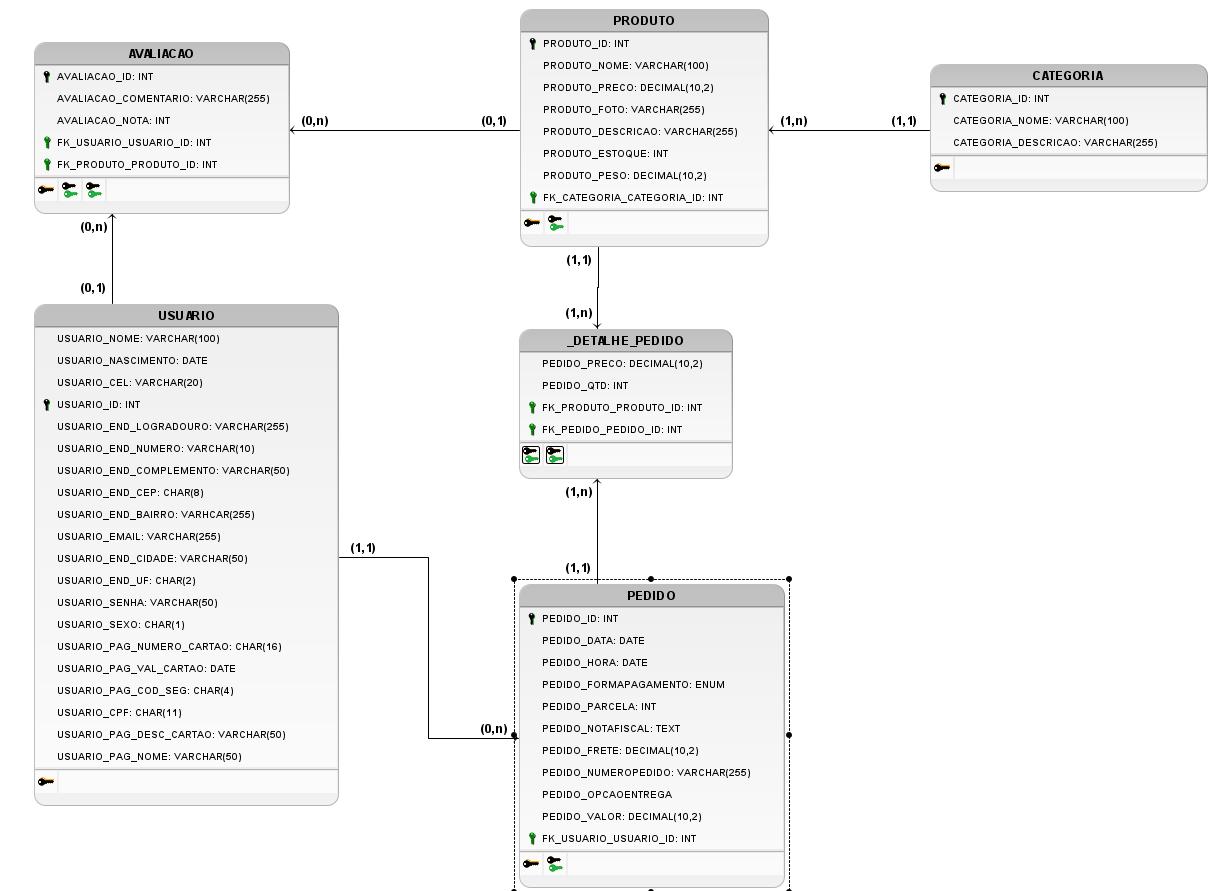 AVALIACAO
AVALIACAO_ID: INT
AVALIACAO_COMENTARIO: VARCHAR(255)
AVALIACAO_NOTA: INT
FK_USUARIO_USUARIO_ID: INT
FK_PRODUTO_PRODUTO_ID: INT
(0,n)
(0,1)
PRODUTO
PRODUTO_ID: INT
PRODUTO_NOME: VARCHAR(100)
PRODUTO_PRECO: DECIMAL(10,2)
PRODUTO_FOTO: VARCHAR(255)
PRODUTO_DESCRICAO: VARCHAR(255)
PRODUTO_ESTOQUE: INT
PRODUTO_PESO: DECIMAL(10,2)
FK_CATEGORIA_CATEGORIA_ID: INT
(1,n)
(1,1)
CATEGORIA
CATEGORIA_ID: INT
CATEGORIA_NOME: VARCHAR(100)
CATEGORIA_DESCRICAO: VARCHAR(255)
(0,n)
(0,1)
USUARIO
USUARIO_NOME: VARCHAR(100)
USUARIO_NASCIMENTO: DATE
USUARIO_CEL: VARCHAR(20)
USUARIO_ID: INT
USUARIO_END_LOGRADOURO: VARCHAR(255)
USUARIO_END_NUMERO: VARCHAR(10)
USUARIO_END_COMPLEMENTO: VARCHAR(50)
USUARIO_END_CEP: CHAR(8)
USUARIO_END_BAIRRO: VARHCAR(255)
USUARIO_EMAIL: VARCHAR(255)
USUARIO_END_CIDADE: VARCHAR(50)
USUARIO_END_UF: CHAR(2)
USUARIO_SENHA: VARCHAR(50)
USUARIO_SEXO: CHAR(1)
USUARIO_PAG_NUMERO_CARTAO: CHAR(16)
USUARIO_PAG_VAL_CARTAO: DATE
USUARIO_PAG_COD_SEG: CHAR(4)
USUARIO_CPF: CHAR(11)
USUARIO_PAG_DESC_CARTAO: VARCHAR(50)
USUARIO_PAG_NOME: VARCHAR(50)
(1,1)
(0,n)
(1,1)
(1,n)
_DETALHE_PEDIDO
PEDIDO_PRECO: DECIMAL(10,2)
PEDIDO_QTD: INT
FK_PRODUTO_PRODUTO_ID: INT
FK_PEDIDO_PEDIDO_ID: INT
(1,n)
(1,1)
PEDIDO
PEDIDO_ID: INT
PEDIDO_DATA: DATE
PEDIDO_HORA: DATE
PEDIDO_FORMAPAGAMENTO: ENUM
PEDIDO_PARCELA: INT
PEDIDO_NOTAFISCAL: TEXT
PEDIDO_FRETE: DECIMAL(10,2)
PEDIDO_NUMEROPEDIDO: VARCHAR(255)
PEDIDO_OPCAOENTREGA
PEDIDO_VALOR: DECIMAL(10,2)
FK_USUARIO_USUARIO_ID: INT